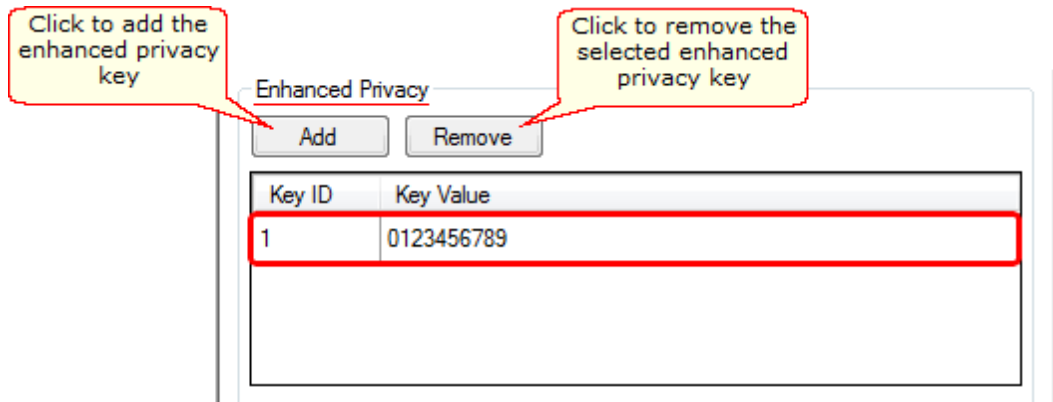 Click to add the
enhanced privacy
key
Click to remove the
selected enhanced
privacy key
Enhanced Privacy
Add Remove
Key ID Key Value
1 0123456789